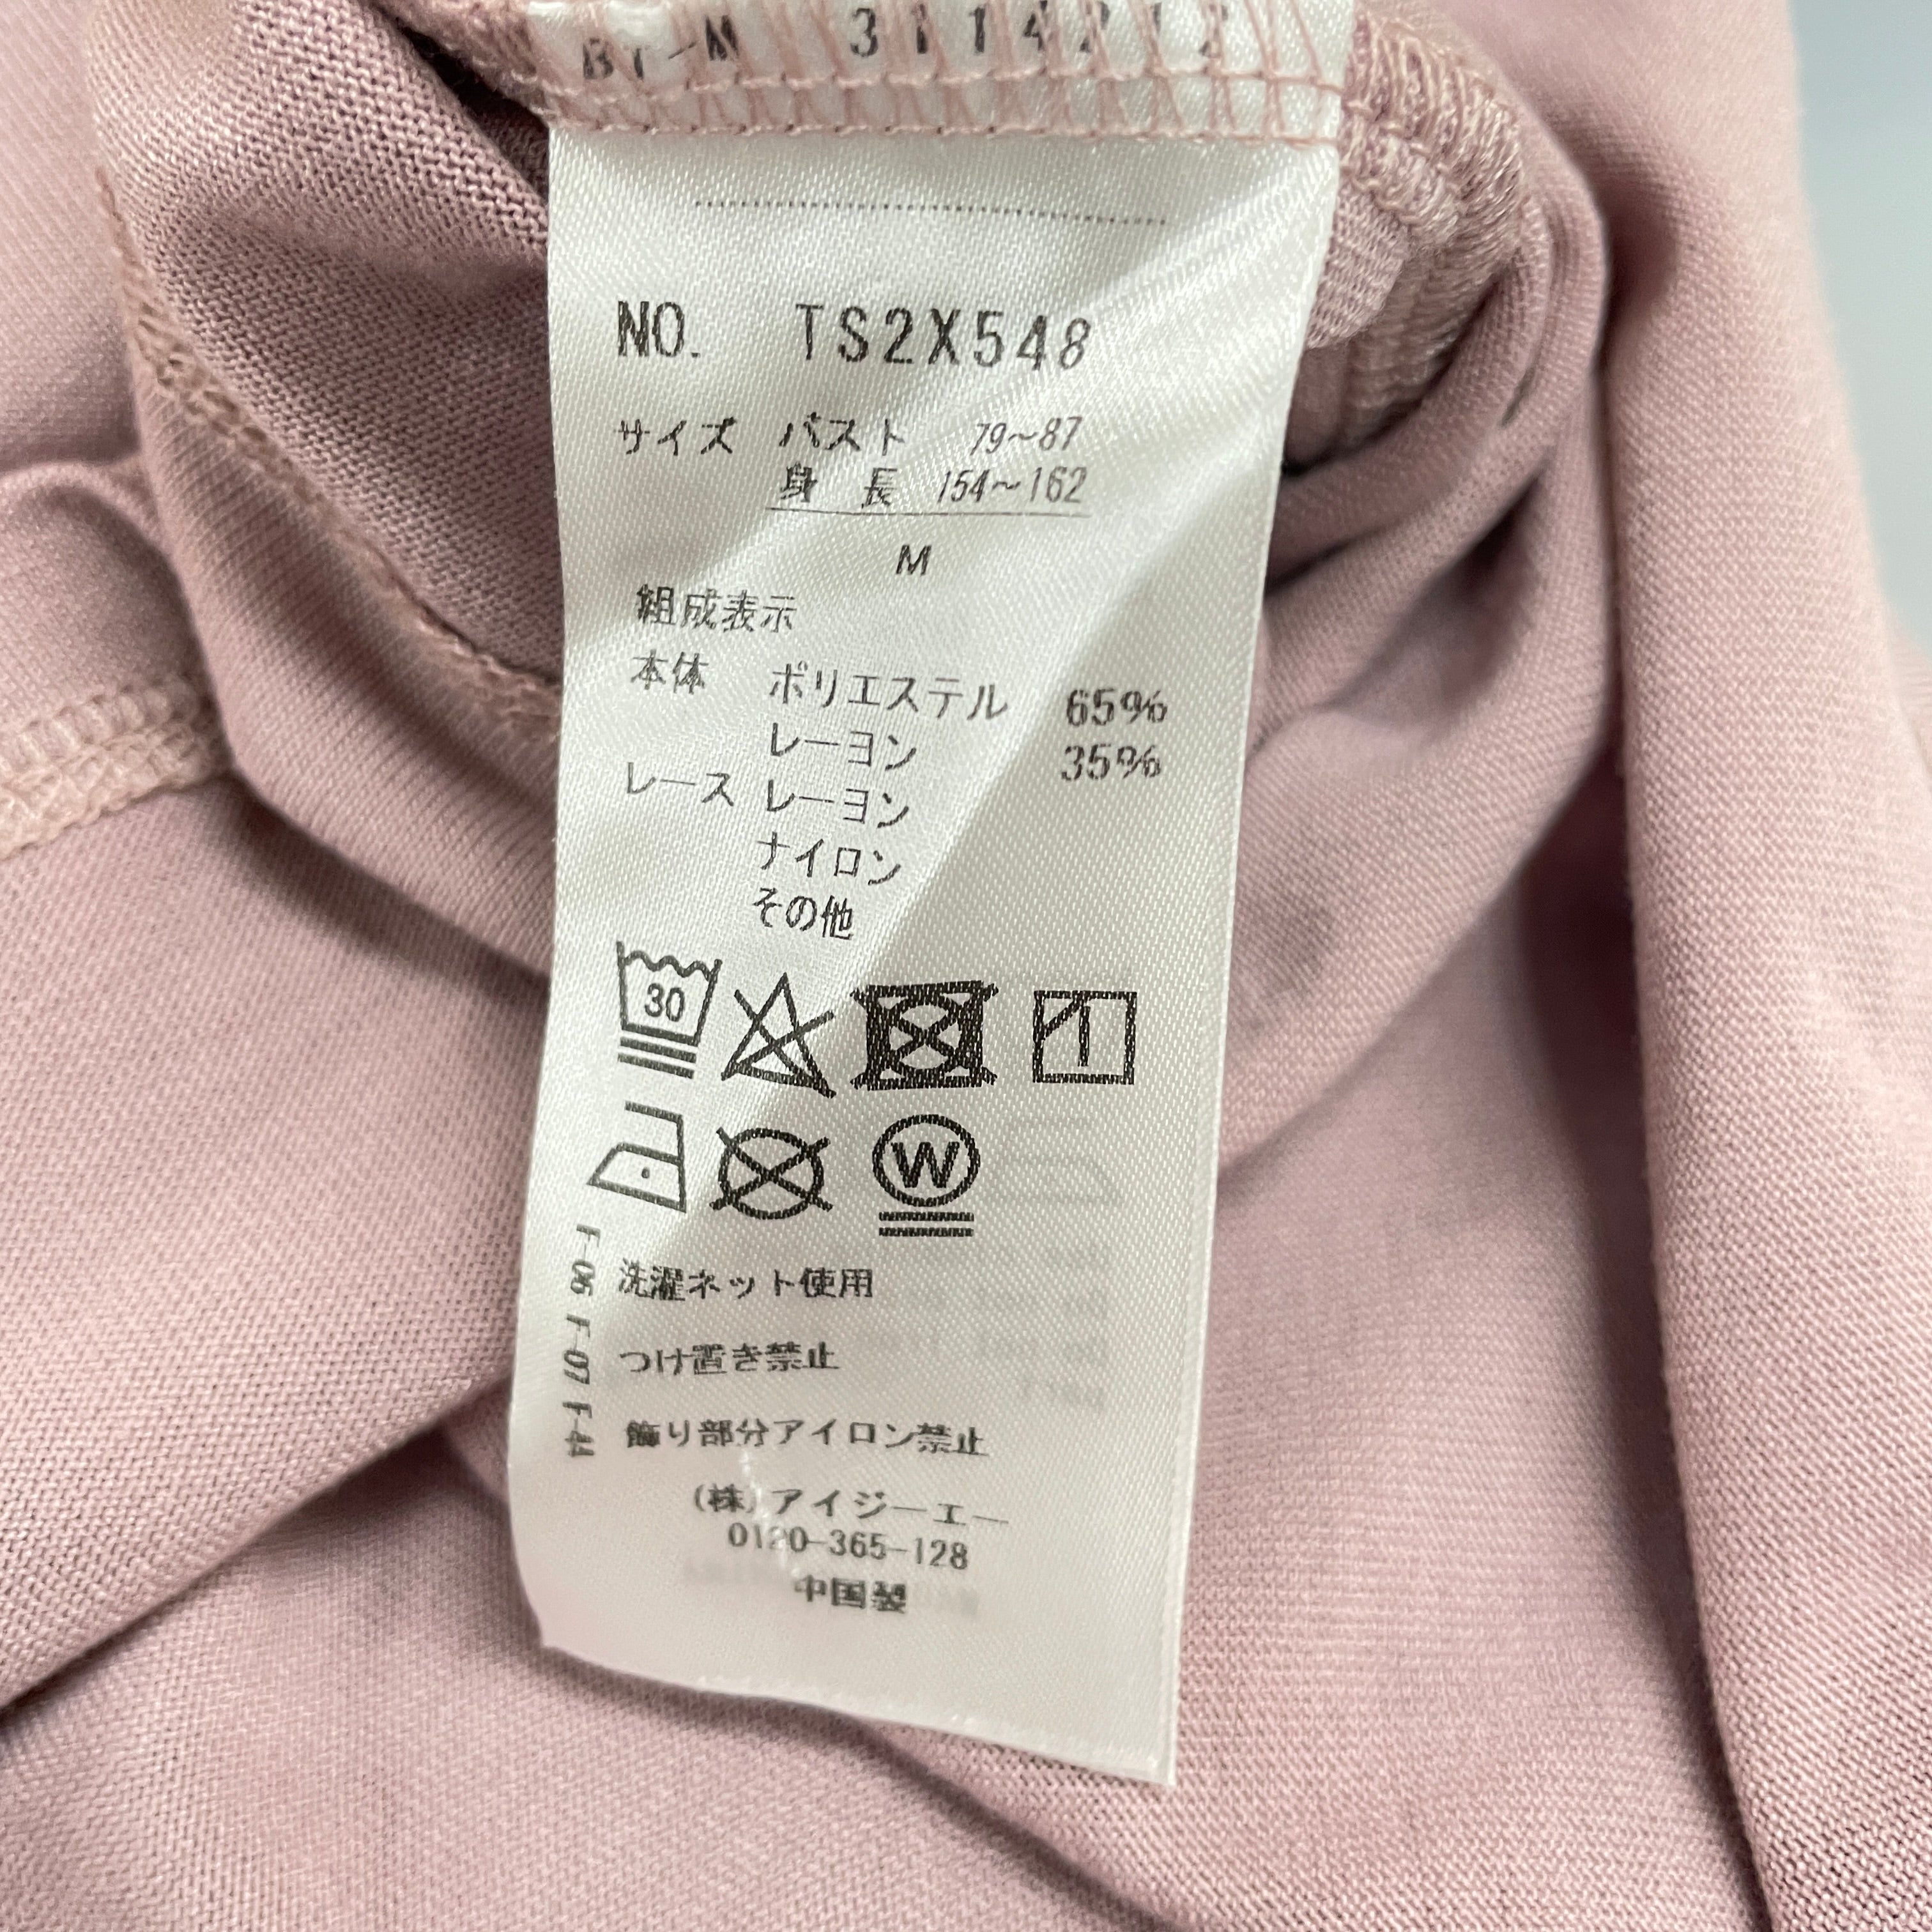 NO. TS2X548
サイズ バスト 79~87
身 長 154~162
M
組成表示
本体 ポリエステル 65%
レーヨン 35%
レース レーヨン
ナイロン
その他
30
W
洗濯ネット使用
つけ置き禁止
飾り部分アイロン禁止
F-06 F-07 F-44
(株)アイジーエー
0120-365-128
中国製